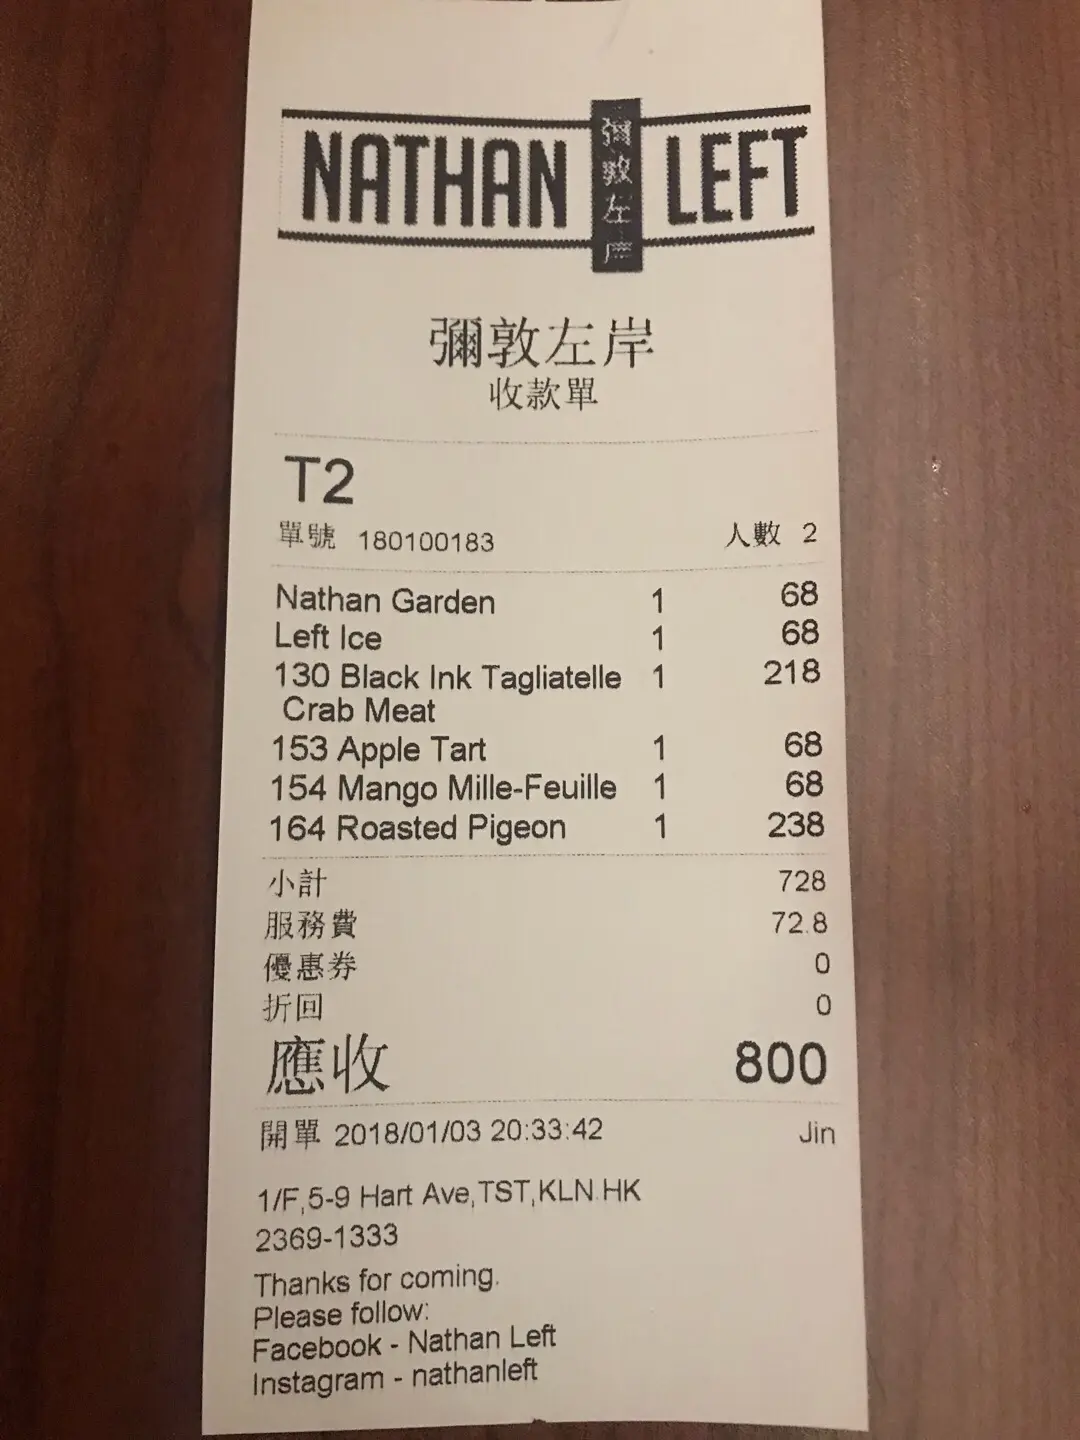 NATHAN 彌敦左岸 LEFT
彌敦左岸
收款單
T2
單號 180100183 人數 2
Nathan Garden 1 68
Left Ice 1 68
130 Black Ink Tagliatelle 1 218
Crab Meat
153 Apple Tart 1 68
154 Mango Mille-Feuille 1 68
164 Roasted Pigeon 1 238
小計 728
服務費 72.8
優惠券 0
折回 0
應收 800
開單 2018/01/03 20:33:42 Jin
1/F,5-9 Hart Ave,TST,KLN.HK
2369-1333
Thanks for coming.
Please follow:
Facebook - Nathan Left
Instagram - nathanleft